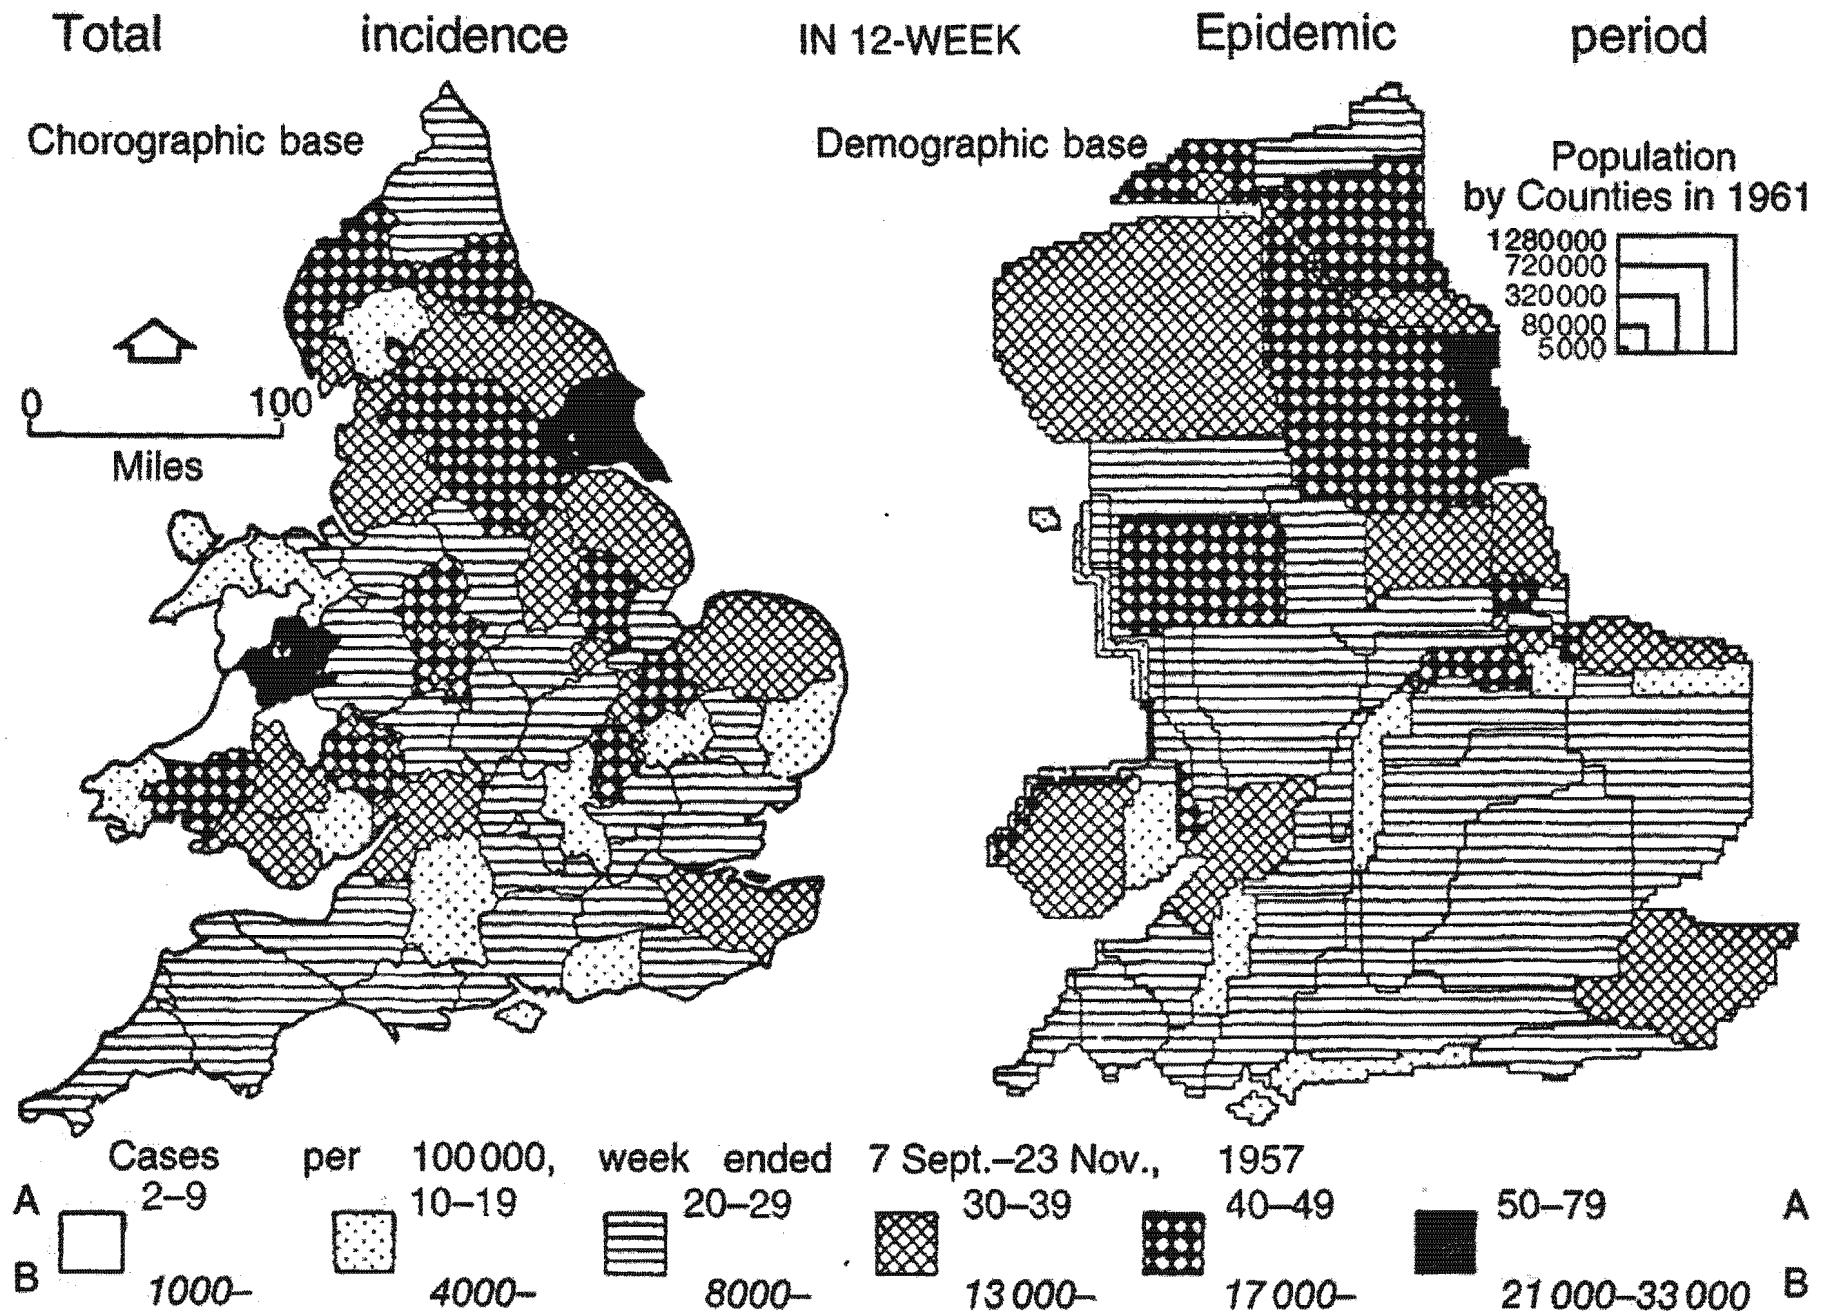 Total incidence IN 12-WEEK Epidemic period
Chorographic base
Demographic base
Population
by Counties in 1961
1280000
720000
320000
80000
5000
0 100
Miles
Cases per 100000, week ended 7 Sept.–23 Nov., 1957
A 2–9 10–19 20–29 30–39 40–49 50–79 A
B 1000– 4000– 8000– 13000– 17000– 21000–33000 B